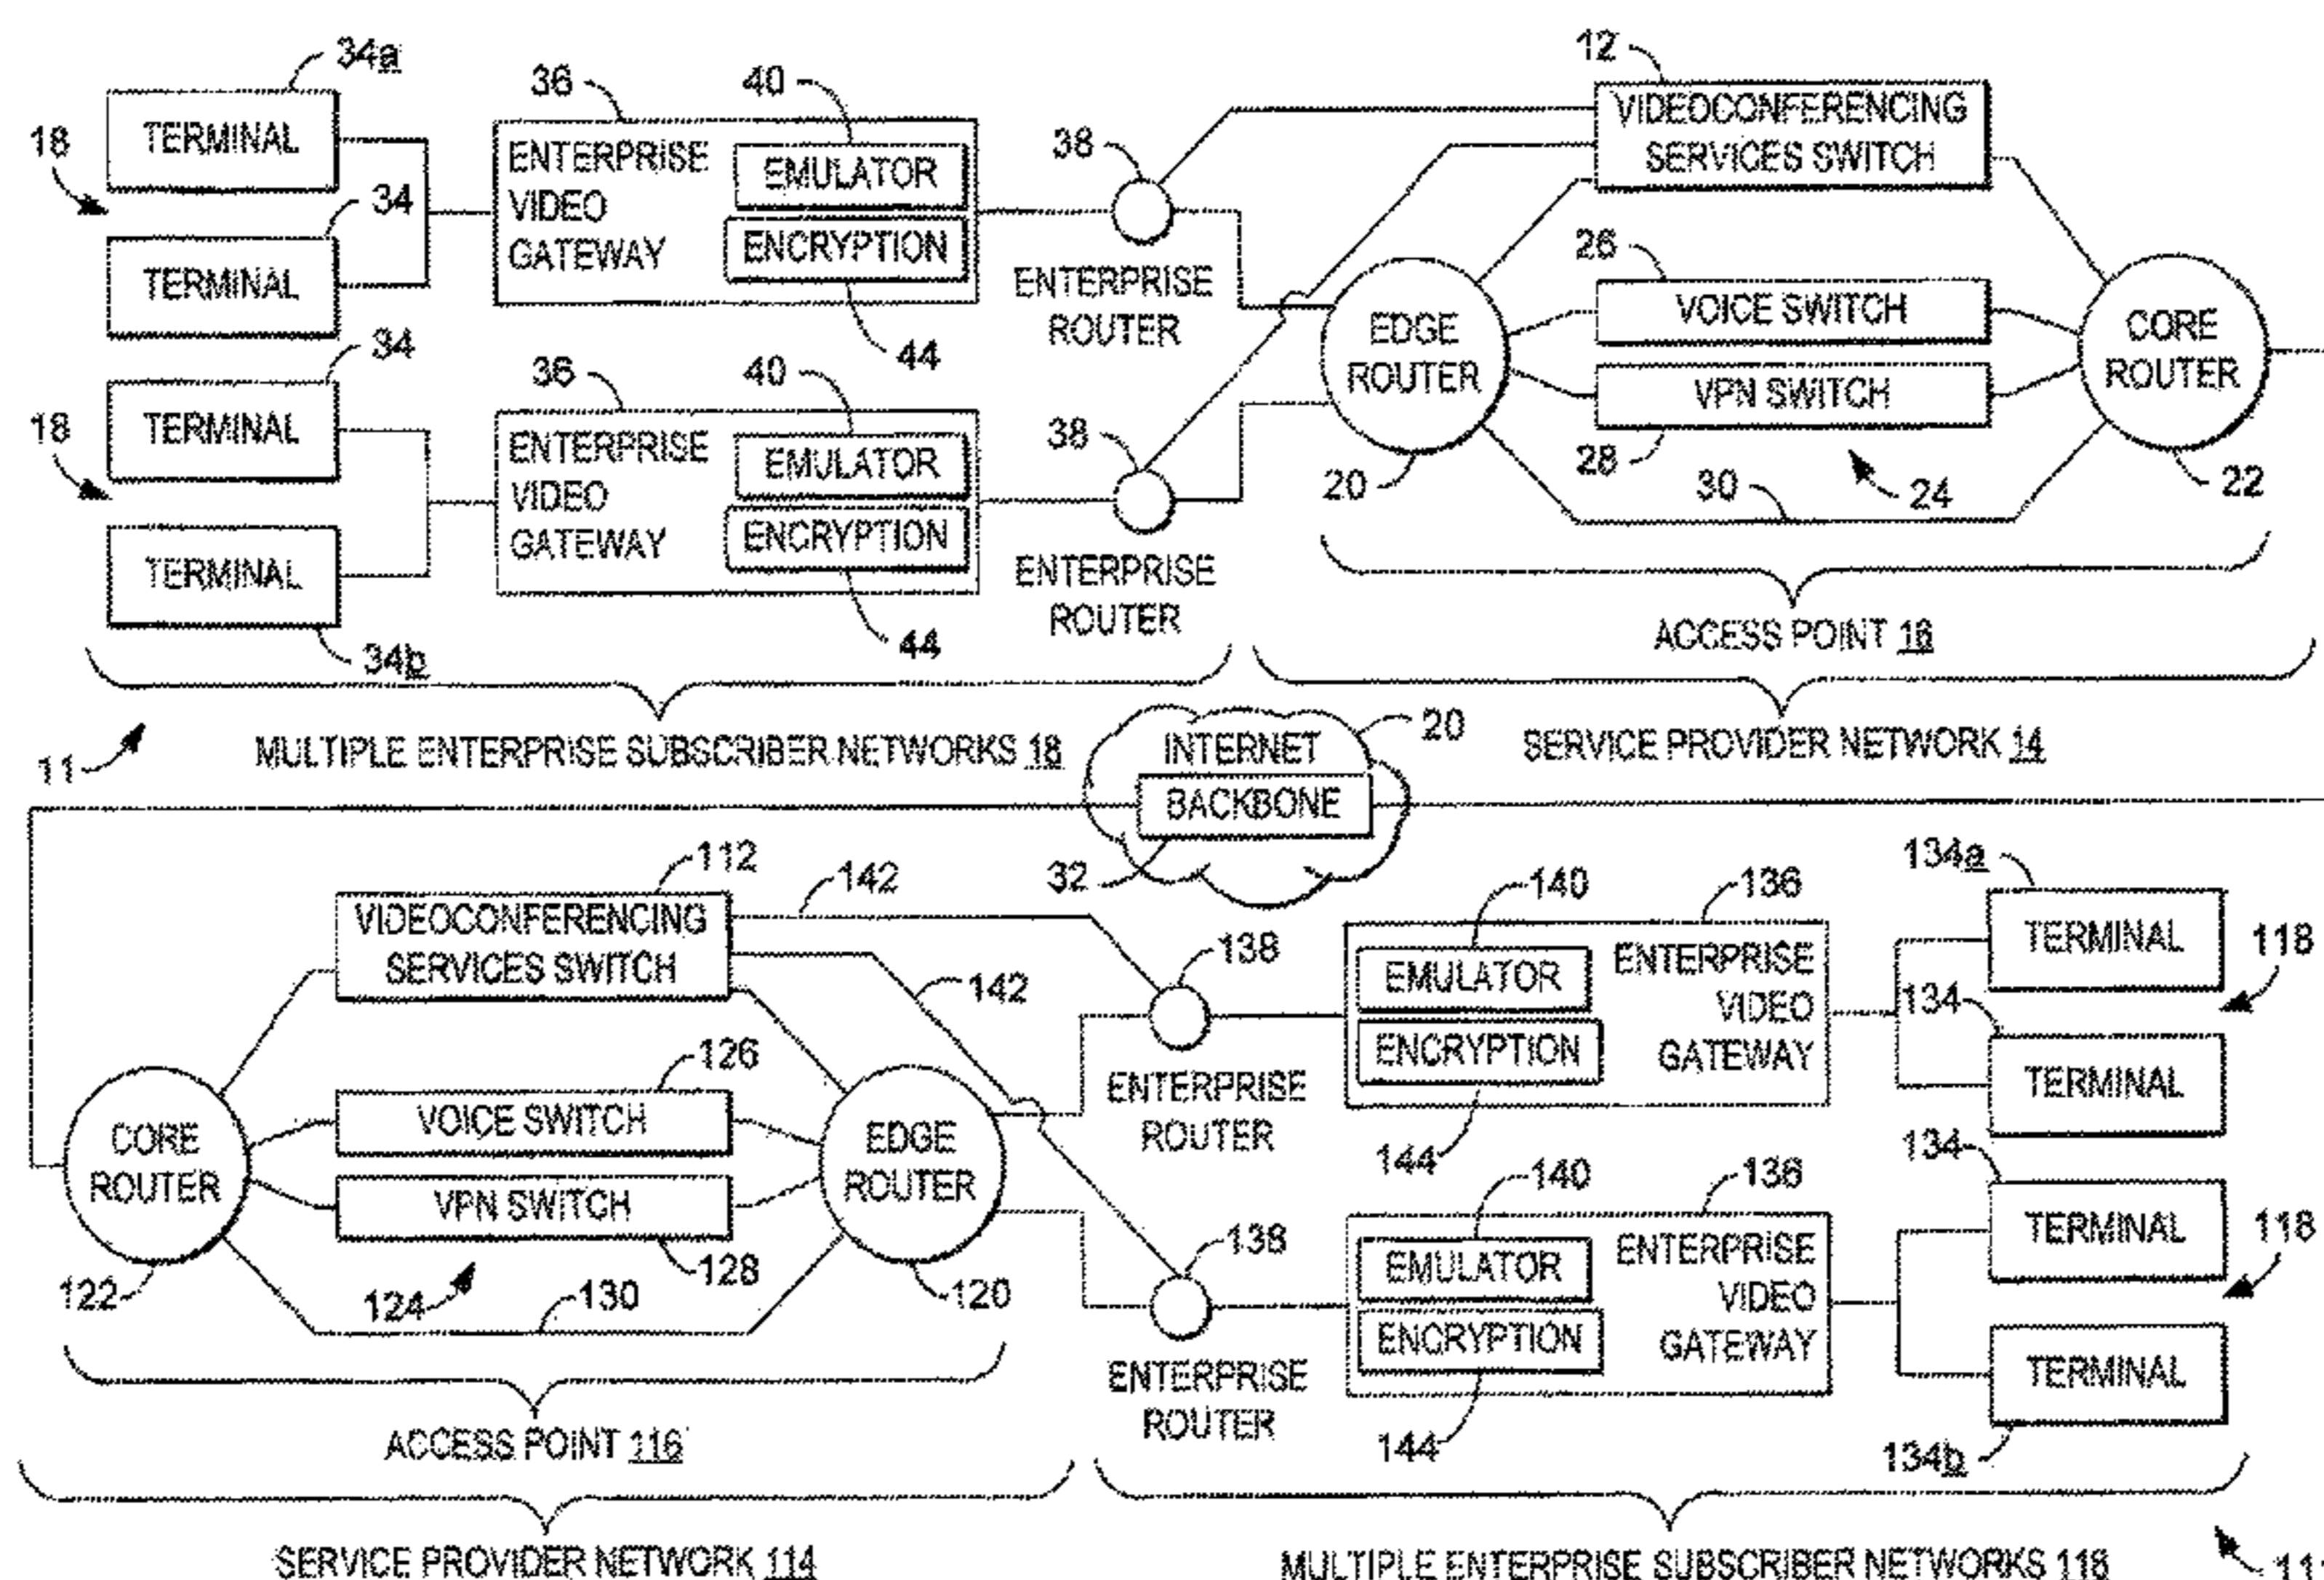 34a
12
36
40
TERMINAL
18
ENTERPRISE
VIDEO
GATEWAY
EMULATOR
ENCRYPTION
38
VIDEOCONFERENCING
SERVICES SWITCH
34
TERMINAL
ENTERPRISE
ROUTER
44
26
VOICE SWITCH
EDGE
ROUTER
CORE
ROUTER
VPN SWITCH
34
36
40
18
TERMINAL
ENTERPRISE
VIDEO
GATEWAY
EMULATOR
ENCRYPTION
38
20
28
30
24
22
TERMINAL
ENTERPRISE
ROUTER
34b
44
ACCESS POINT 16
11
MULTIPLE ENTERPRISE SUBSCRIBER NETWORKS 18
INTERNET
20
SERVICE PROVIDER NETWORK 14
BACKBONE
32
112
142
VIDEOCONFERENCING
SERVICES SWITCH
142
138
140
136
134a
EMULATOR
ENCRYPTION
ENTERPRISE
VIDEO
GATEWAY
TERMINAL
118
134
TERMINAL
126
VOICE SWITCH
CORE
ROUTER
EDGE
ROUTER
VPN SWITCH
ENTERPRISE
ROUTER
144
140
136
134
122
124
130
128
120
138
EMULATOR
ENCRYPTION
ENTERPRISE
VIDEO
GATEWAY
TERMINAL
118
TERMINAL
ENTERPRISE
ROUTER
144
134b
ACCESS POINT 116
SERVICE PROVIDER NETWORK 114
MULTIPLE ENTERPRISE SUBSCRIBER NETWORKS 118